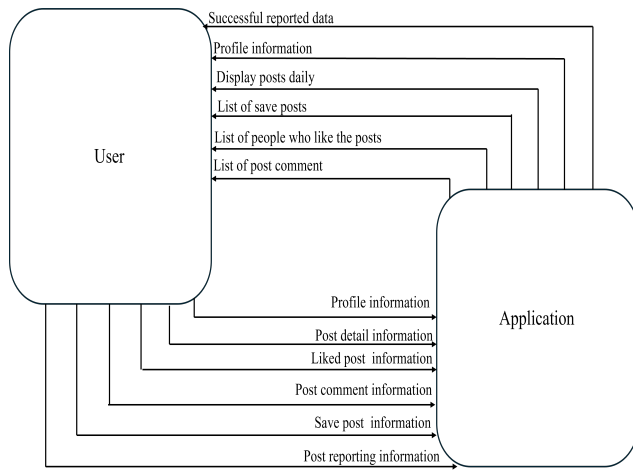 Successful reported data
Profile information
Display posts daily
List of save posts
List of people who like the posts
List of post comment
User
Profile information
Application
Post detail information
Liked post information
Post comment information
Save post information
Post reporting information